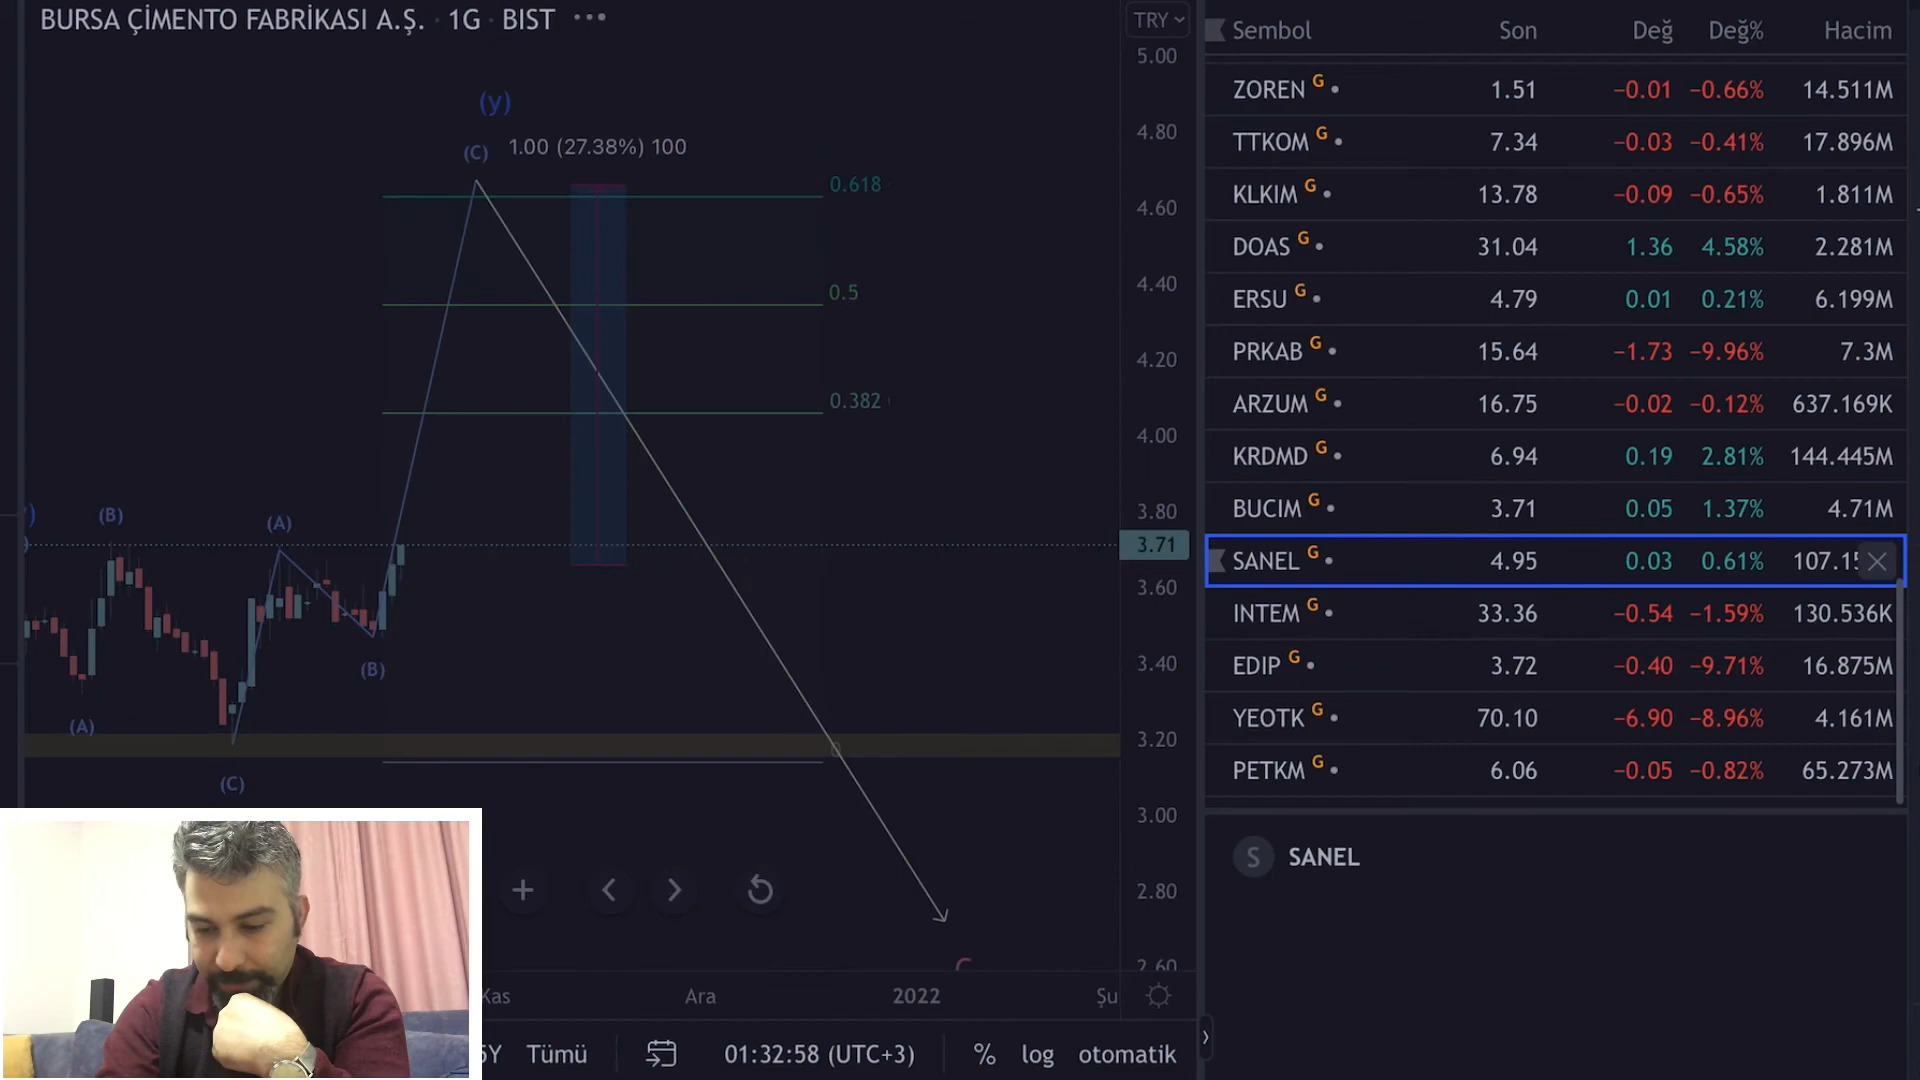 BURSA ÇİMENTO FABRİKASI A.Ş. · 1G · BIST
TRY
5.00
4.80
4.60
4.40
4.20
4.00
3.80
3.71
3.60
3.40
3.20
3.00
2.80
2.60
(y)
(C)
1.00 (27.38%) 100
0.618
0.5
0.382
0
(B)
(A)
(A)
(B)
(C)
C
Kas
Ara
2022
Şu
5Y
Tümü
01:32:58 (UTC+3)
%
log
otomatik
Sembol Son Değ Değ% Hacim
ZOREN G 1.51 −0.01 −0.66% 14.511M
TTKOM G 7.34 −0.03 −0.41% 17.896M
KLKIM G 13.78 −0.09 −0.65% 1.811M
DOAS G 31.04 1.36 4.58% 2.281M
ERSU G 4.79 0.01 0.21% 6.199M
PRKAB G 15.64 −1.73 −9.96% 7.3M
ARZUM G 16.75 −0.02 −0.12% 637.169K
KRDMD G 6.94 0.19 2.81% 144.445M
BUCIM G 3.71 0.05 1.37% 4.71M
SANEL G 4.95 0.03 0.61% 107.15
INTEM G 33.36 −0.54 −1.59% 130.536K
EDIP G 3.72 −0.40 −9.71% 16.875M
YEOTK G 70.10 −6.90 −8.96% 4.161M
PETKM G 6.06 −0.05 −0.82% 65.273M
S SANEL